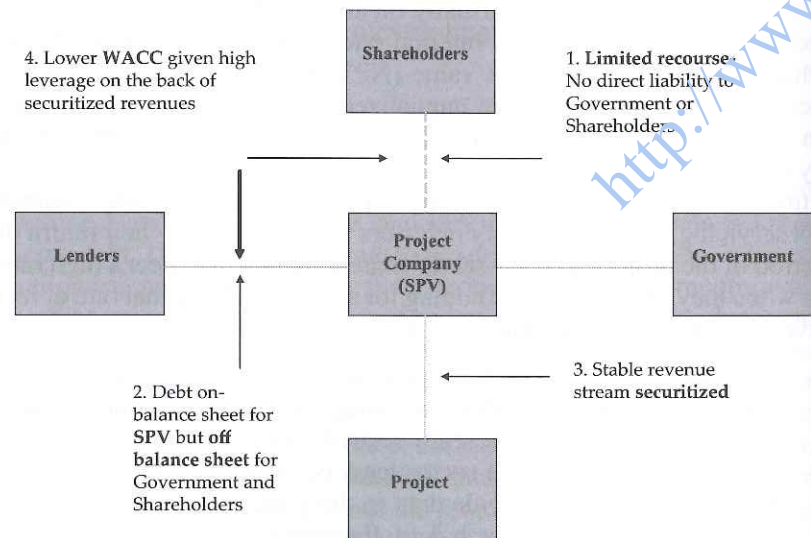 4. Lower WACC given high
leverage on the back of
securitized revenues
Shareholders
1. Limited recourse-
No direct liability to
Government or
Shareholders
http://www
Lenders
Project
Company
(SPV)
Government
2. Debt on-
balance sheet for
SPV but off
balance sheet for
Government and
Shareholders
3. Stable revenue
stream securitized
Project